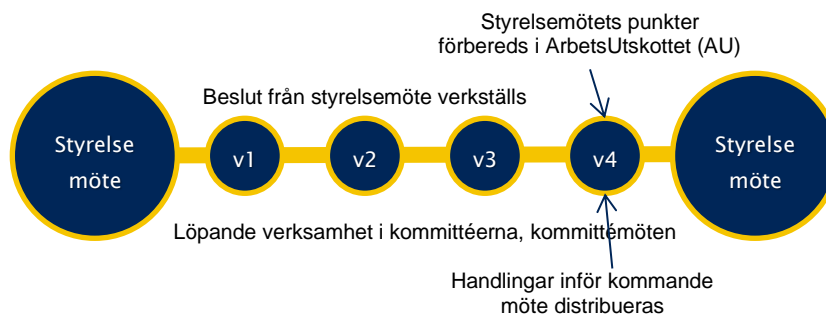 Styrelsemötets punkter
förbereds i ArbetsUtskottet (AU)
Beslut från styrelsemöte verkställs
Styrelse
möte
v1
v2
v3
v4
Styrelse
möte
Löpande verksamhet i kommittéerna, kommittémöten
Handlingar inför kommande
möte distribueras